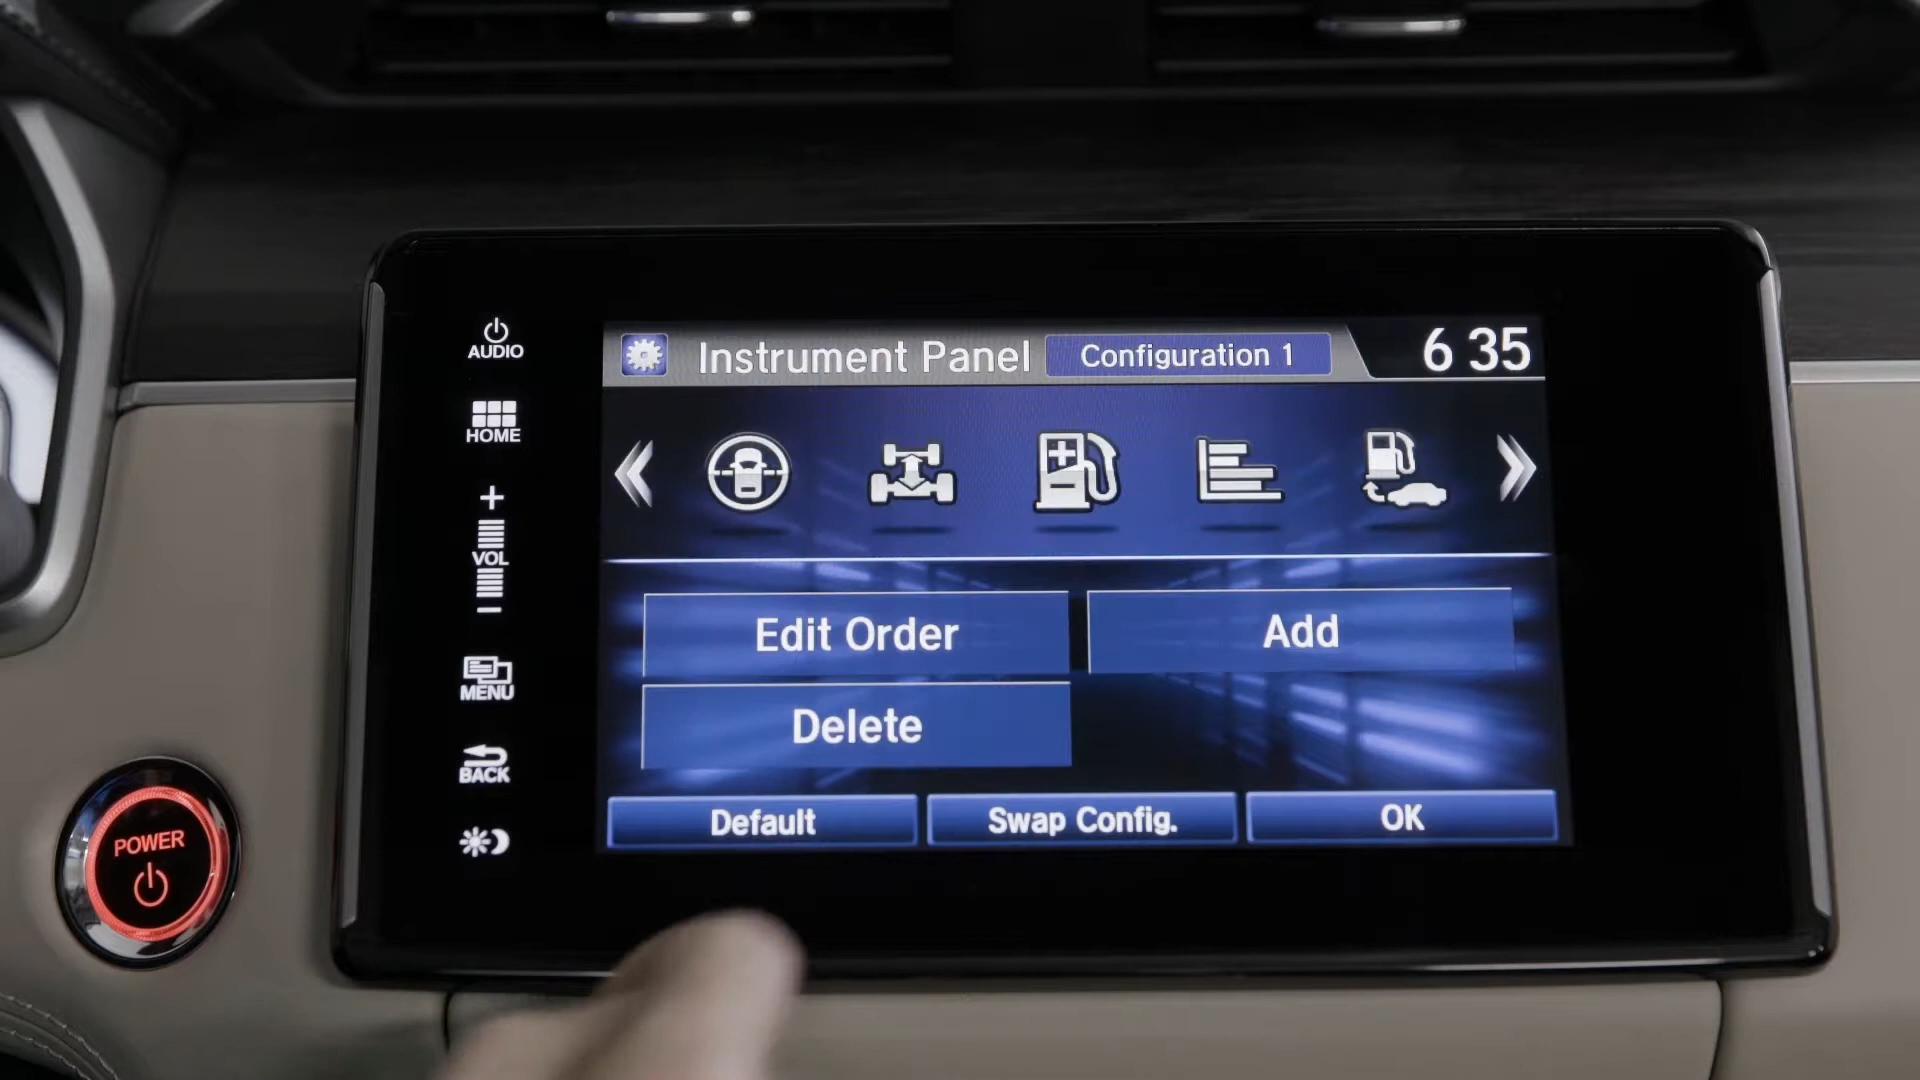 AUDIO
HOME
VOL
MENU
BACK
POWER
Instrument Panel
Configuration 1
6 35
Edit Order
Add
Delete
Default
Swap Config.
OK